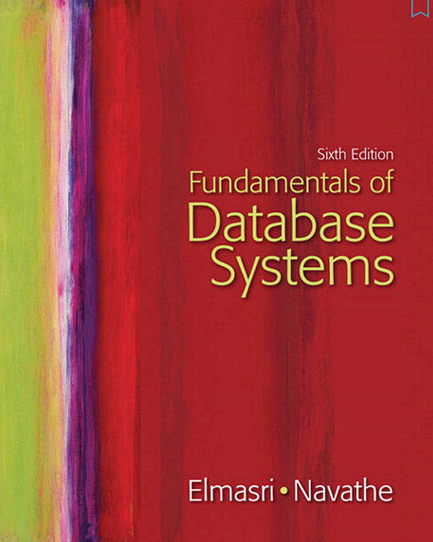 Sixth Edition
Fundamentals of
Database
Systems
Elmasri • Navathe